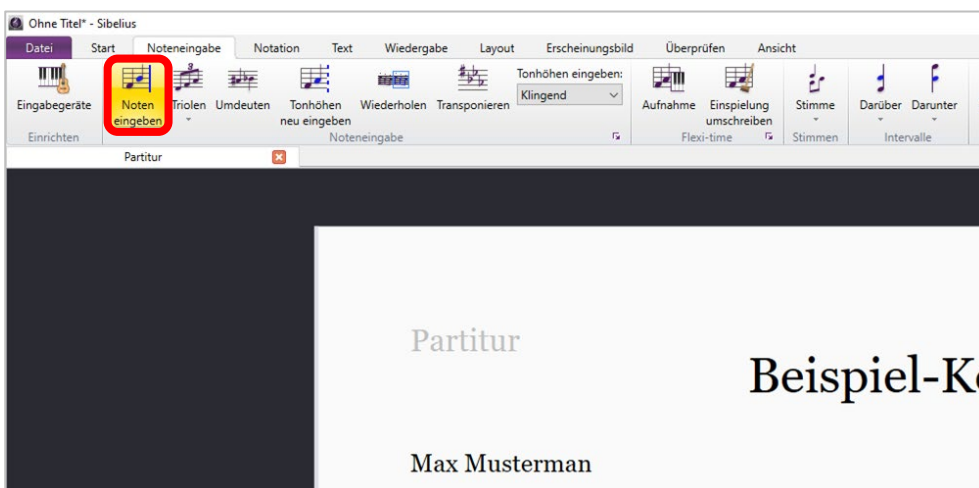 Ohne Titel* - Sibelius
Datei Start Noteneingabe Notation Text Wiedergabe Layout Erscheinungsbild Überprüfen Ansicht
Eingabegeräte
Noten
eingeben
3
Triolen
Umdeuten
Tonhöhen
neu eingeben
Wiederholen
Transponieren
Tonhöhen eingeben:
Klingend
Aufnahme
Einspielung
umschreiben
Stimme
Darüber
Darunter
Einrichten Noteneingabe Flexi-time Stimmen Intervalle
Partitur
Partitur
Beispiel-K
Max Musterman